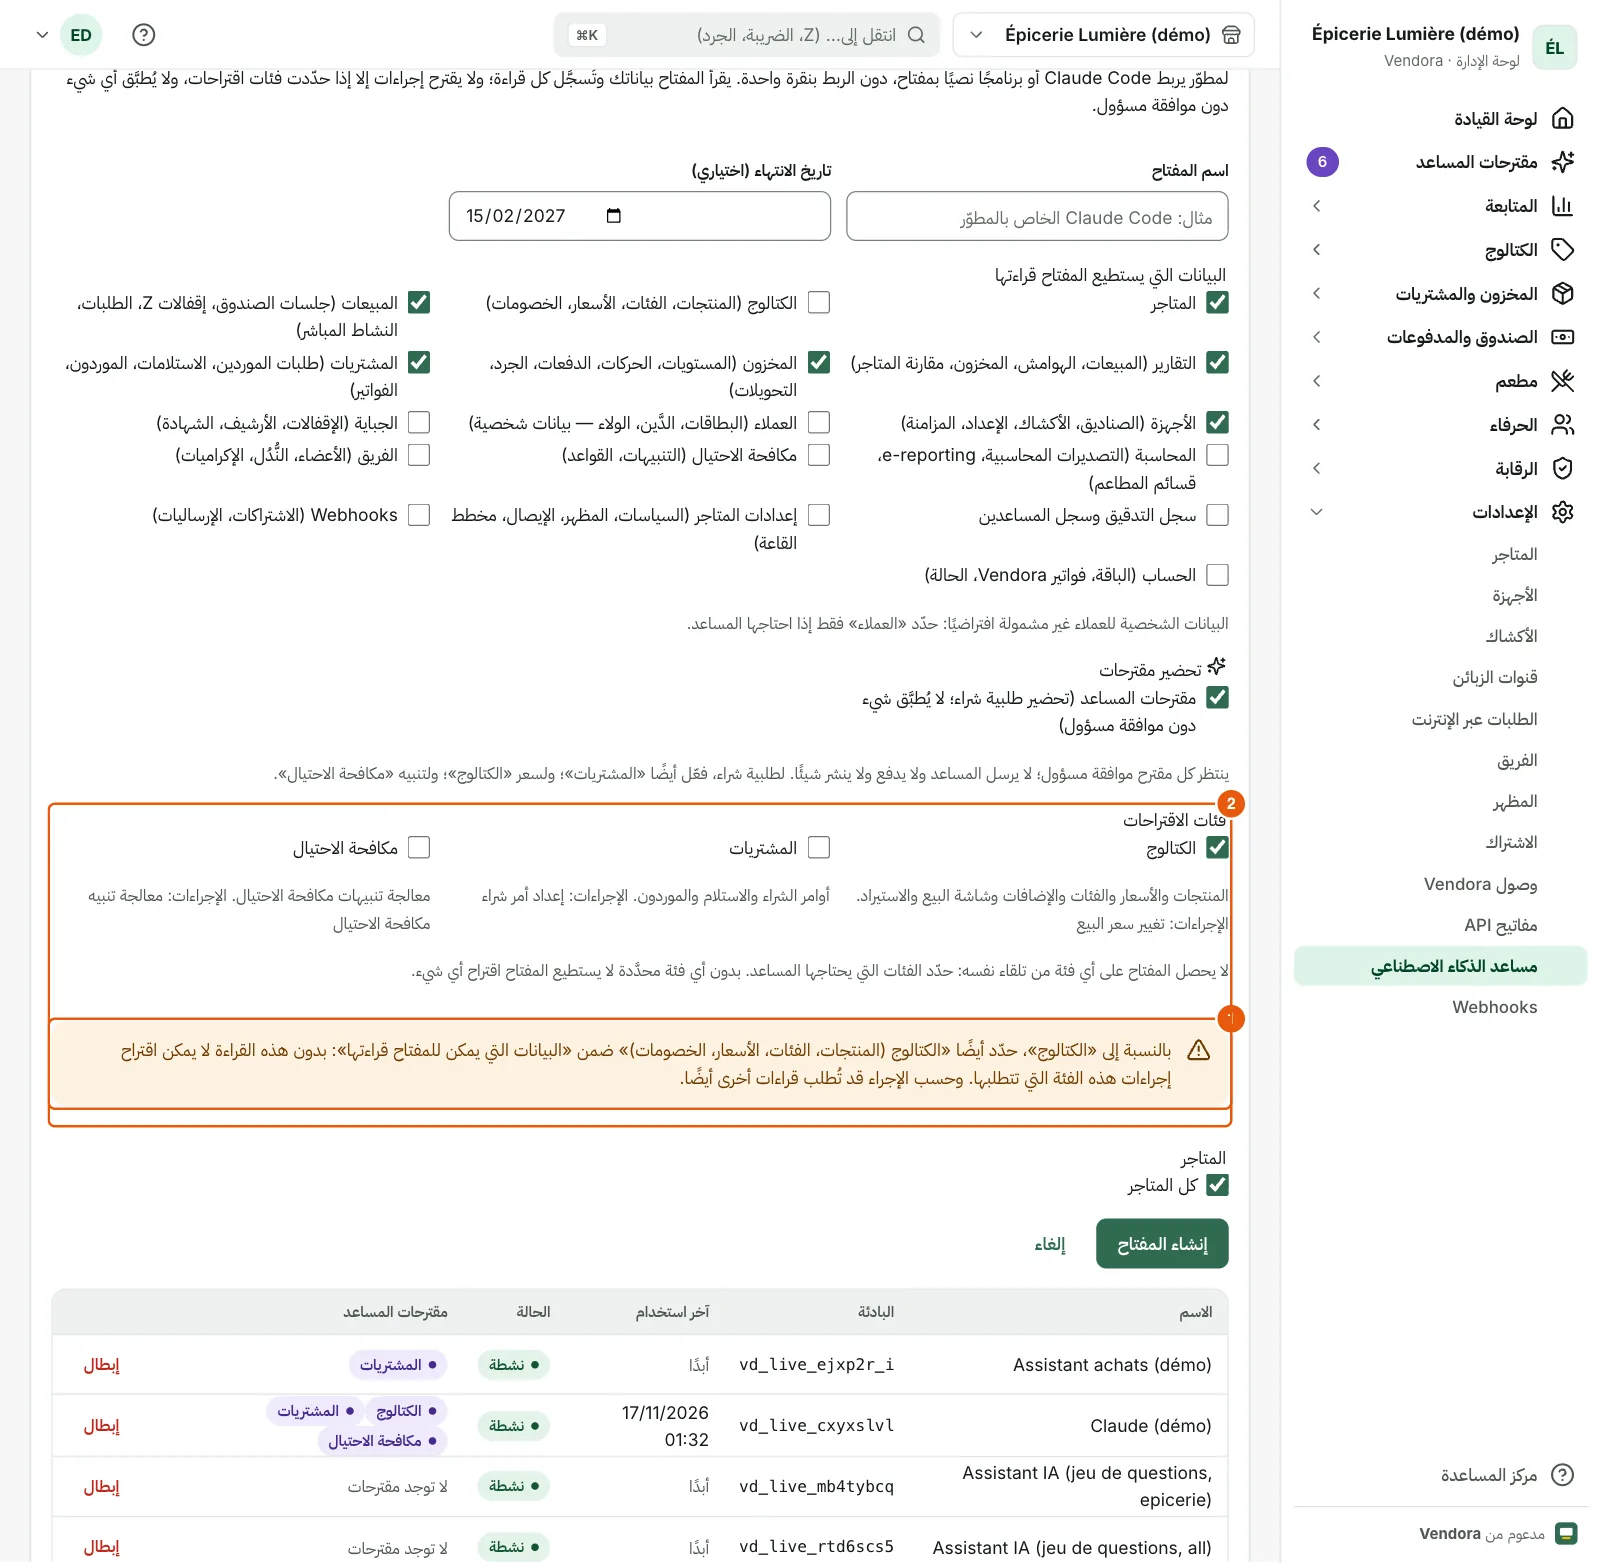 Épicerie Lumière (démo)
لوحة الإدارة · Vendora
ÉL
Épicerie Lumière (démo)
انتقل إلى... (Z، الضريبة، الجرد)
⌘K
ED
لوحة القيادة
مقترحات المساعد
6
المتابعة
الكتالوج
المخزون والمشتريات
الصندوق والمدفوعات
مطعم
الحرفاء
الرقابة
الإعدادات
المتاجر
الأجهزة
الأكشاك
قنوات الزبائن
الطلبات عبر الإنترنت
الفريق
المظهر
الاشتراك
وصول Vendora
مفاتيح API
مساعد الذكاء الاصطناعي
Webhooks
مركز المساعدة
مدعوم من Vendora
لمطوّر يربط Claude Code أو برنامجًا نصيًا بمفتاح، دون الربط بنقرة واحدة. يقرأ المفتاح بياناتك وتُسجَّل كل قراءة؛ ولا يقترح إجراءات إلا إذا حدّدت فئات اقتراحات، ولا يُطبَّق أي شيء
دون موافقة مسؤول.
اسم المفتاح
تاريخ الانتهاء (اختياري)
مثال: Claude Code الخاص بالمطوّر
15/02/2027
البيانات التي يستطيع المفتاح قراءتها
المتاجر
الكتالوج (المنتجات، الفئات، الأسعار، الخصومات)
المبيعات (جلسات الصندوق، إقفالات Z، الطلبات،
النشاط المباشر)
التقارير (المبيعات، الهوامش، المخزون، مقارنة المتاجر)
المخزون (المستويات، الحركات، الدفعات، الجرد،
التحويلات)
المشتريات (طلبات الموردين، الاستلامات، الموردون،
الفواتير)
الأجهزة (الصناديق، الأكشاك، الإعداد، المزامنة)
العملاء (البطاقات، الدَّين، الولاء — بيانات شخصية)
الجباية (الإقفالات، الأرشيف، الشهادة)
المحاسبة (التصديرات المحاسبية، e-reporting،
قسائم المطاعم)
مكافحة الاحتيال (التنبيهات، القواعد)
الفريق (الأعضاء، النُّدُل، الإكراميات)
سجل التدقيق وسجل المساعدين
إعدادات المتاجر (السياسات، المظهر، الإيصال، مخطط
القاعة)
Webhooks (الاشتراكات، الإرساليات)
الحساب (الباقة، فواتير Vendora، الحالة)
البيانات الشخصية للعملاء غير مشمولة افتراضيًا: حدّد «العملاء» فقط إذا احتاجها المساعد.
تحضير مقترحات
مقترحات المساعد (تحضير طلبية شراء؛ لا يُطبَّق شيء
دون موافقة مسؤول)
ينتظر كل مقترح موافقة مسؤول؛ لا يرسل المساعد ولا يدفع ولا ينشر شيئًا. لطلبية شراء، فعّل أيضًا «المشتريات»؛ ولسعر «الكتالوج»؛ ولتنبيه «مكافحة الاحتيال».
2
فئات الاقتراحات
الكتالوج
المشتريات
مكافحة الاحتيال
المنتجات والأسعار والفئات والإضافات وشاشة البيع والاستيراد.
الإجراءات: تغيير سعر البيع
أوامر الشراء والاستلام والموردون. الإجراءات: إعداد أمر شراء
معالجة تنبيهات مكافحة الاحتيال. الإجراءات: معالجة تنبيه
مكافحة الاحتيال
لا يحصل المفتاح على أي فئة من تلقاء نفسه: حدّد الفئات التي يحتاجها المساعد. بدون أي فئة محدَّدة لا يستطيع المفتاح اقتراح أي شيء.
1
بالنسبة إلى «الكتالوج»، حدّد أيضًا «الكتالوج (المنتجات، الفئات، الأسعار، الخصومات)» ضمن «البيانات التي يمكن للمفتاح قراءتها»: بدون هذه القراءة لا يمكن اقتراح
إجراءات هذه الفئة التي تتطلبها. وحسب الإجراء قد تُطلب قراءات أخرى أيضًا.
المتاجر
كل المتاجر
إنشاء المفتاح
إلغاء
الاسم
البادئة
آخر استخدام
الحالة
مقترحات المساعد
Assistant achats (démo)
vd_live_ejxp2r_i
أبدًا
نشطة
المشتريات
إبطال
Claude (démo)
vd_live_cxyxslvl
17/11/2026
01:32
نشطة
الكتالوج
المشتريات
مكافحة الاحتيال
إبطال
Assistant IA (jeu de questions,
epicerie)
vd_live_mb4tybcq
أبدًا
نشطة
لا توجد مقترحات
إبطال
Assistant IA (jeu de questions, all)
vd_live_rtd6scs5
أبدًا
نشطة
لا توجد مقترحات
إبطال